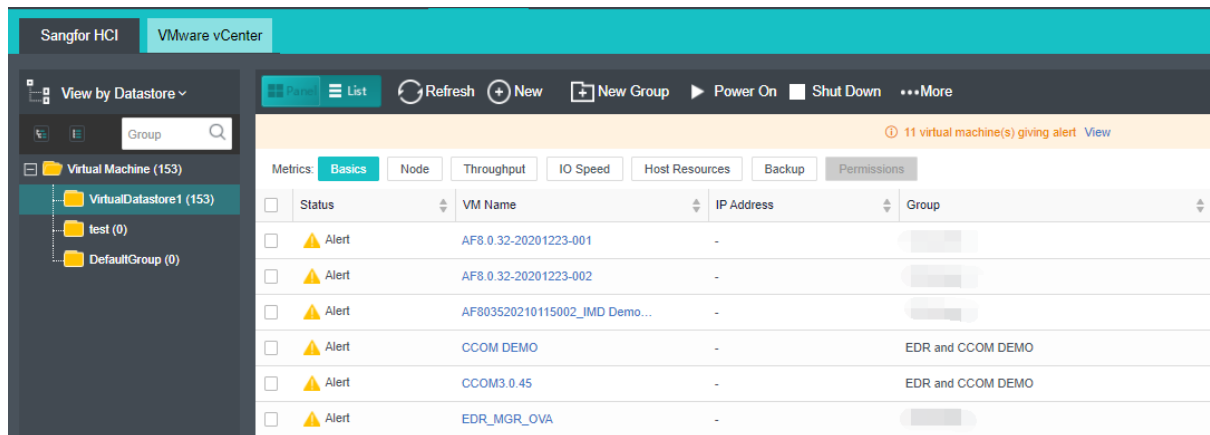 Sangfor HCI VMware vCenter
View by Datastore Panel List Refresh New New Group Power On Shut Down •••More
Group
11 virtual machine(s) giving alert View
Virtual Machine (153)
VirtualDatastore1 (153)
test (0)
DefaultGroup (0)
Metrics: Basics Node Throughput IO Speed Host Resources Backup Permissions
Status VM Name IP Address Group
Alert AF8.0.32-20201223-001 -
Alert AF8.0.32-20201223-002 -
Alert AF803520210115002_IMD Demo... -
Alert CCOM DEMO - EDR and CCOM DEMO
Alert CCOM3.0.45 - EDR and CCOM DEMO
Alert EDR_MGR_OVA -